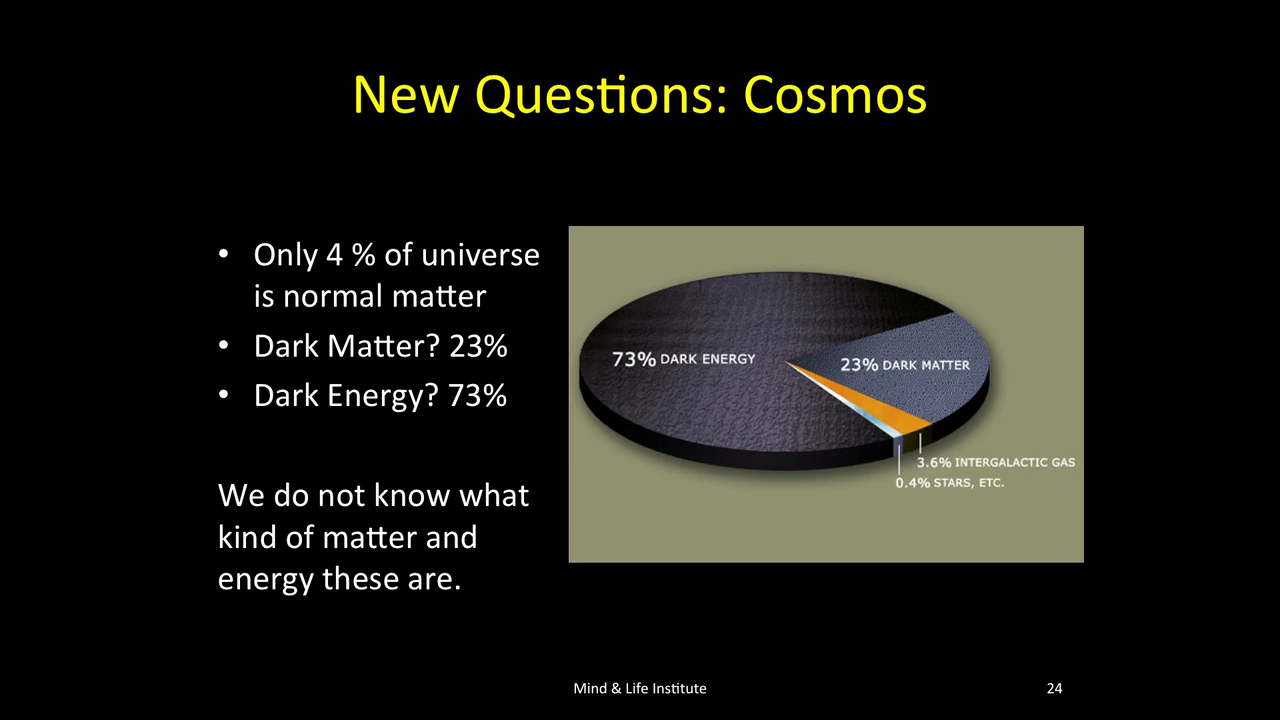 New Questions: Cosmos
• Only 4 % of universe
is normal matter
• Dark Matter? 23%
• Dark Energy? 73%
We do not know what
kind of matter and
energy these are.
73% DARK ENERGY
23% DARK MATTER
3.6% INTERGALACTIC GAS
0.4% STARS, ETC.
Mind & Life Institute
24